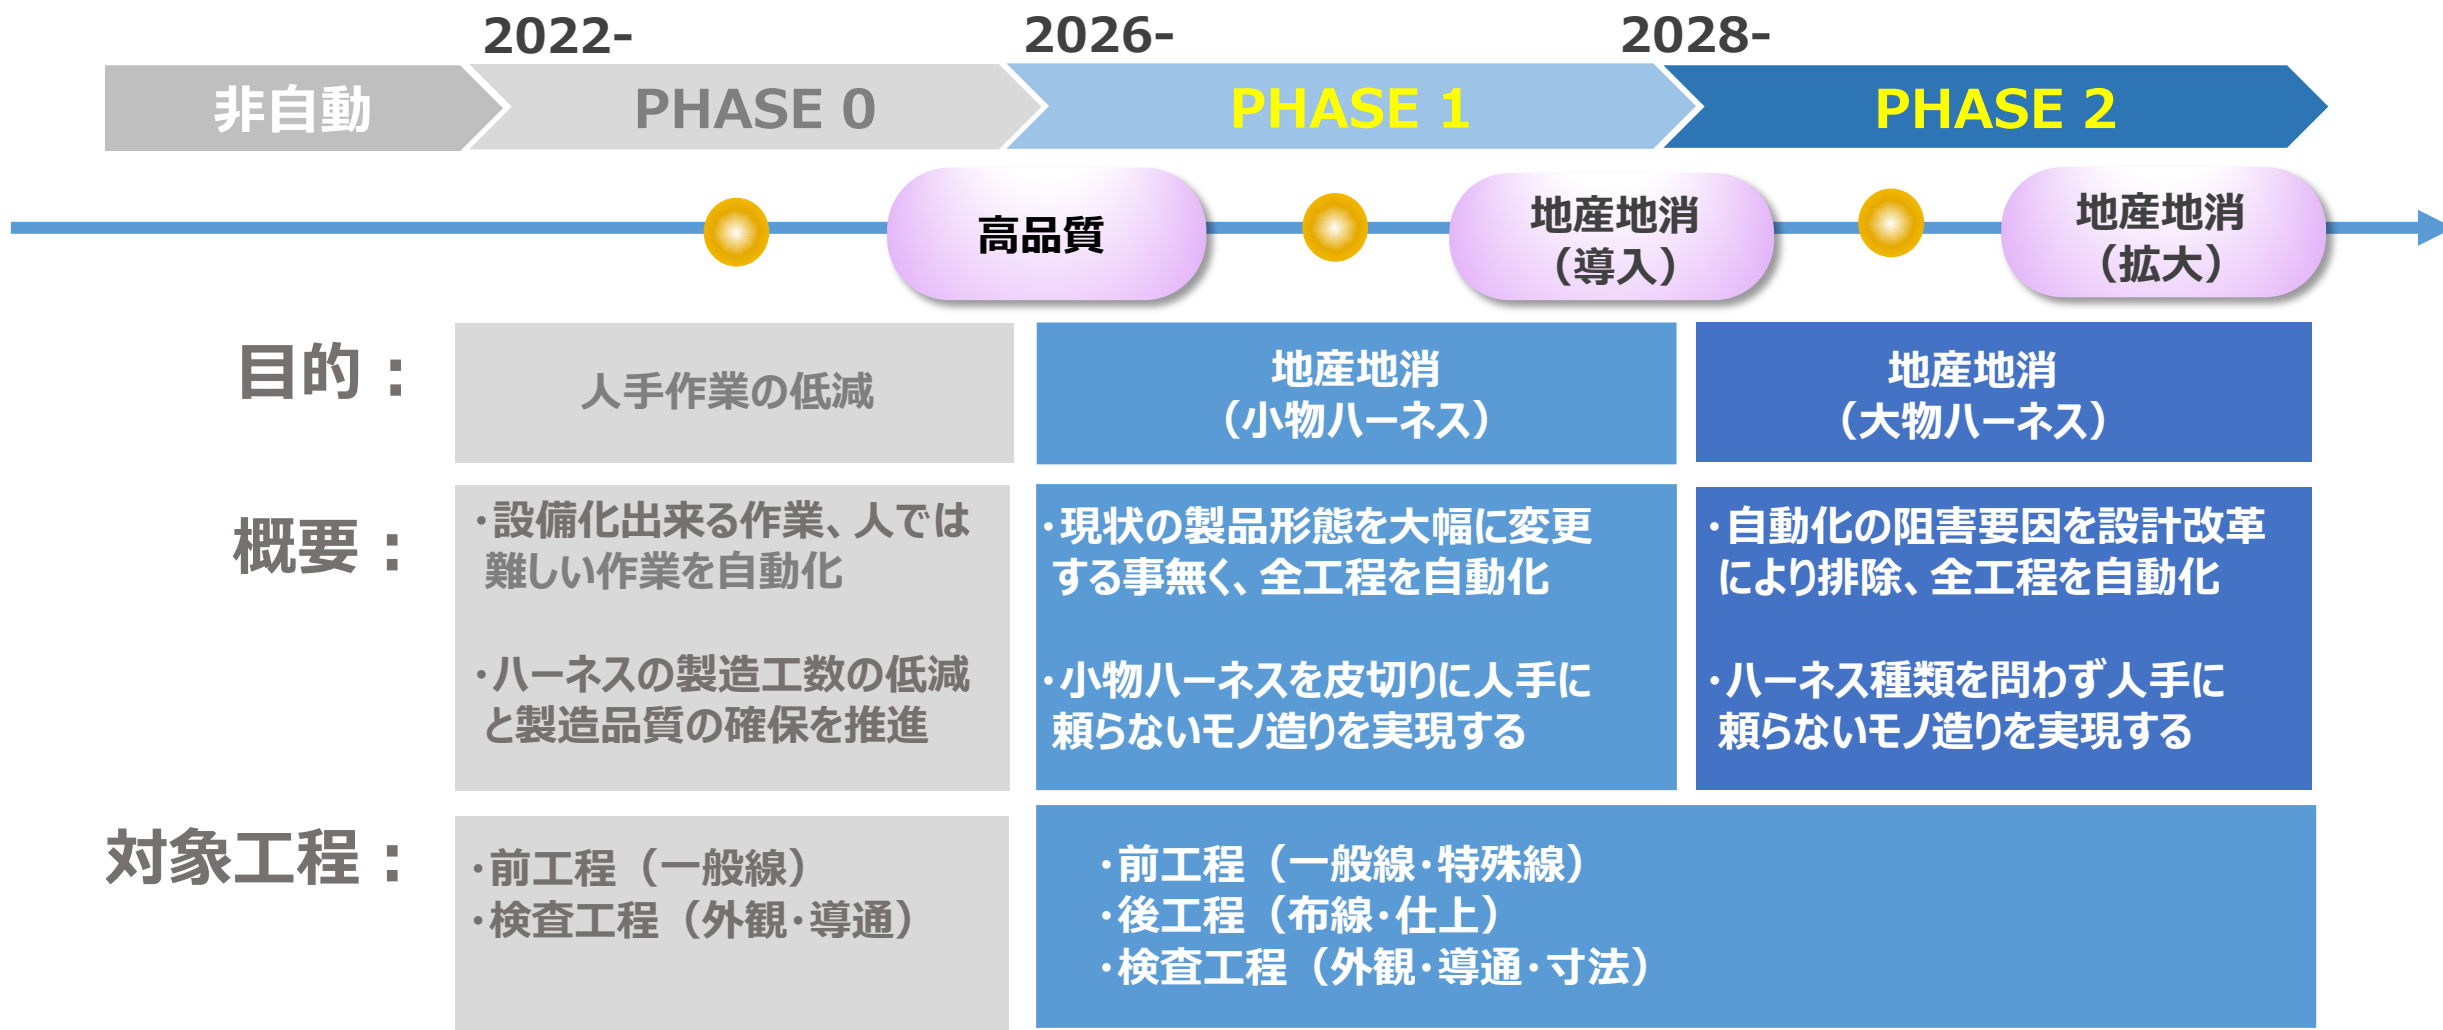 2022-
2026-
2028-
非自動
PHASE 0
PHASE 1
PHASE 2
高品質
地産地消
（導入）
地産地消
（拡大）
目的：
人手作業の低減
地産地消
（小物ハーネス）
地産地消
（大物ハーネス）
概要：
・設備化出来る作業、人では
難しい作業を自動化
・ハーネスの製造工数の低減
と製造品質の確保を推進
・現状の製品形態を大幅に変更
する事無く、全工程を自動化
・小物ハーネスを皮切りに人手に
頼らないモノ造りを実現する
・自動化の阻害要因を設計改革
により排除、全工程を自動化
・ハーネス種類を問わず人手に
頼らないモノ造りを実現する
対象工程：
・前工程（一般線）
・検査工程（外観・導通）
・前工程（一般線・特殊線）
・後工程（布線・仕上）
・検査工程（外観・導通・寸法）